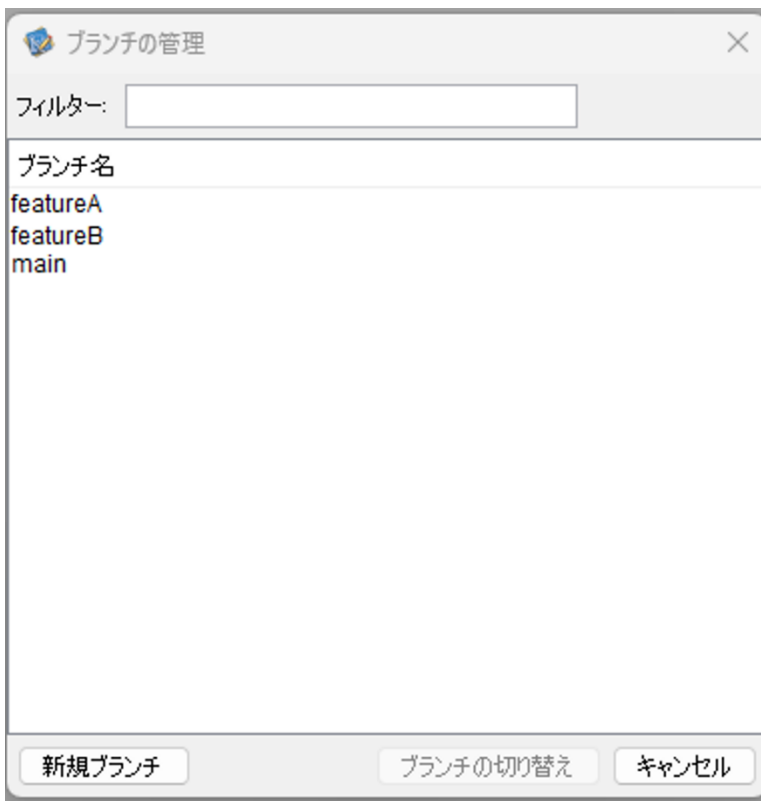 ブランチの管理
フィルター:
ブランチ名
featureA
featureB
main
新規ブランチ ブランチの切り替え キャンセル